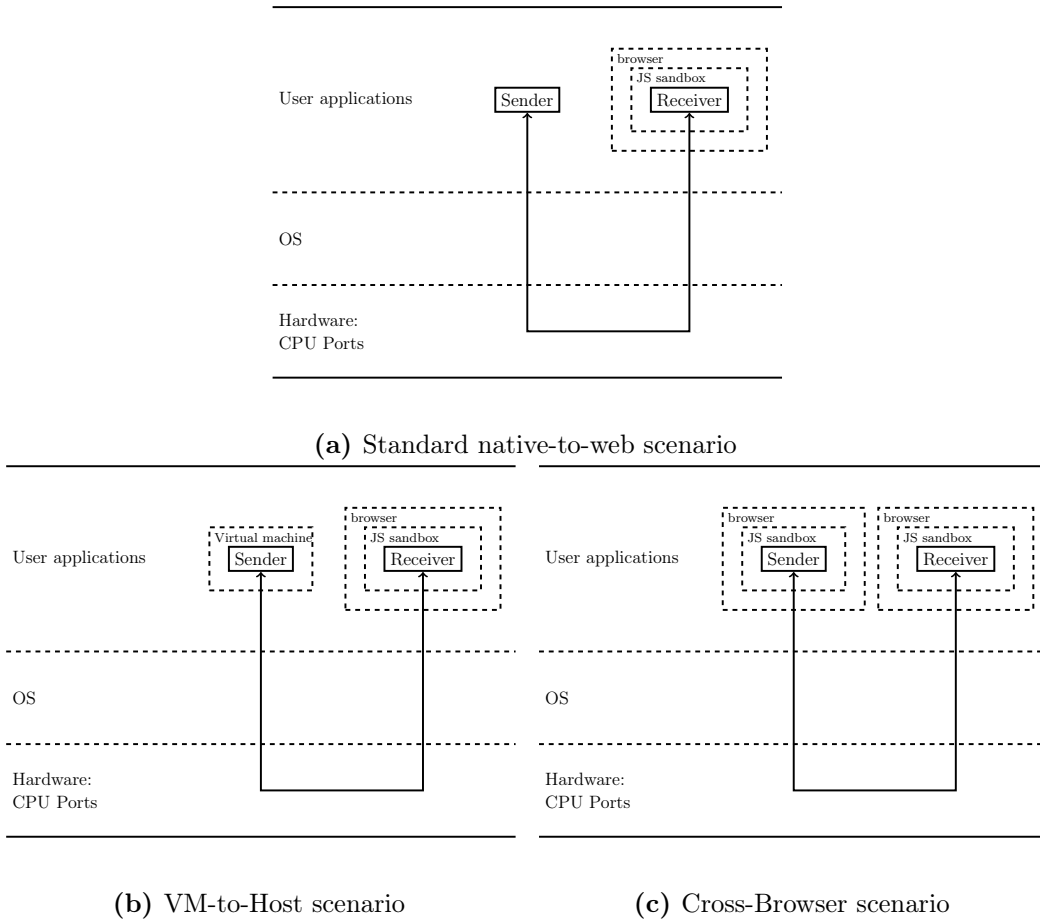 browser
JS sandbox
User applications
Sender
Receiver
OS
Hardware:
CPU Ports
(a) Standard native-to-web scenario
browser
Virtual machine
JS sandbox
User applications
Sender
Receiver
OS
Hardware:
CPU Ports
(b) VM-to-Host scenario
browser
browser
JS sandbox
JS sandbox
User applications
Sender
Receiver
OS
Hardware:
CPU Ports
(c) Cross-Browser scenario